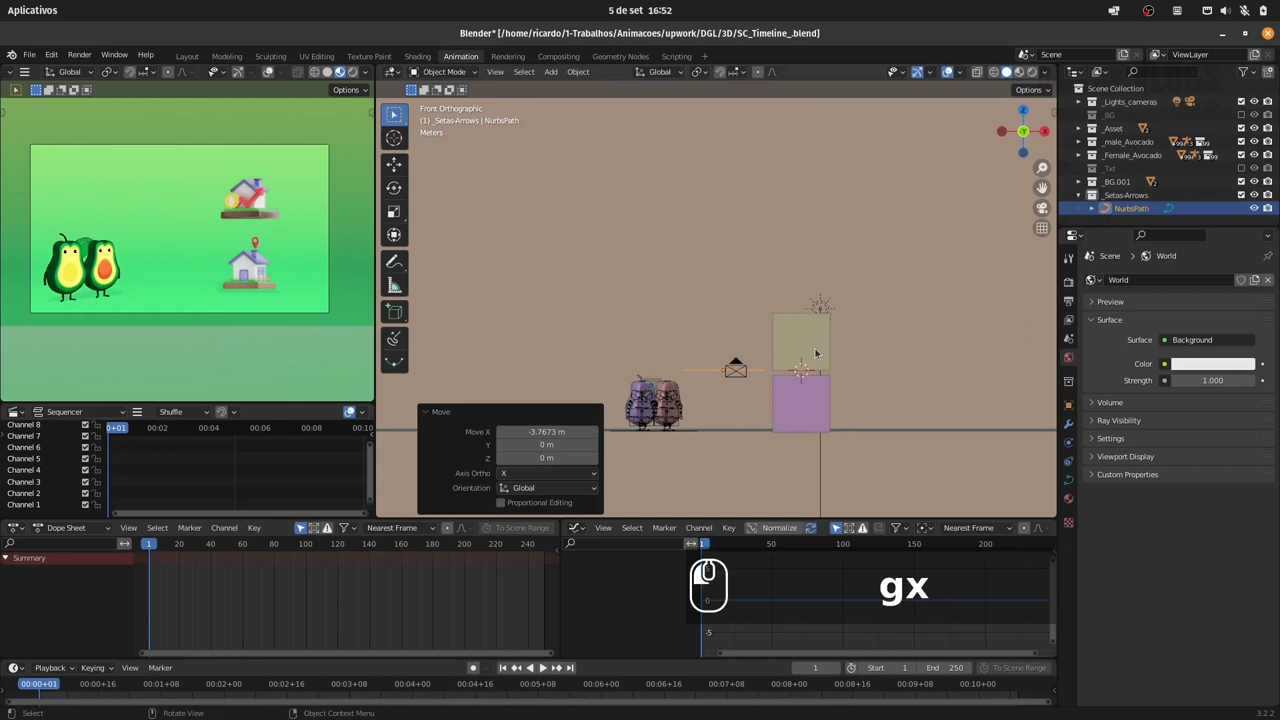 Aplicativos
5 de set 16:52
Blender* [/home/ricardo/1-Trabalhos/Animacoes/upwork/DGL/3D/SC_Timeline_.blend]
File Edit Render Window Help
Layout Modeling Sculpting UV Editing Texture Paint Shading Animation Rendering Compositing Geometry Nodes Scripting +
Scene ViewLayer
Global
Object Mode View Select Add Object Global
Options
Options
Front Orthographic
(1) _Setas-Arrows | NurbsPath
Meters
Z
Y
X
Scene Collection
_Lights_cameras
_BG
_Asset
_male_Avocado
_Female_Avocado
_Txt
_BG.001
_Setas-Arrows
NurbsPath
Scene World
World
Preview
Surface
Surface Background
Color
Strength 1.000
Volume
Ray Visibility
Settings
Viewport Display
Custom Properties
Move
Move X -3.7673 m
Y 0 m
Z 0 m
Axis Ortho X
Orientation Global
Proportional Editing
Sequencer Shuffle
0+01 00:02 00:04 00:06 00:08 00:10
Channel 8
Channel 7
Channel 6
Channel 5
Channel 4
Channel 3
Channel 2
Channel 1
Dope Sheet View Select Marker Channel Key Nearest Frame To Scene Range
1 20 40 60 80 100 120 140 160 180 200 220 240
Summary
View Select Marker Channel Key Normalize Nearest Frame
1 50 100 150 200
0
-5
gx
Playback Keying View Marker
1 Start 1 End 250 To Scene Range
00:00+01 00:00+16 00:01+08 00:02+00 00:02+16 00:03+08 00:04+00 00:04+16 00:05+08 00:06+00 00:06+16 00:07+08 00:08+00 00:08+16 00:09+08 00:10+00
Select Rotate View Object Context Menu
3.2.2